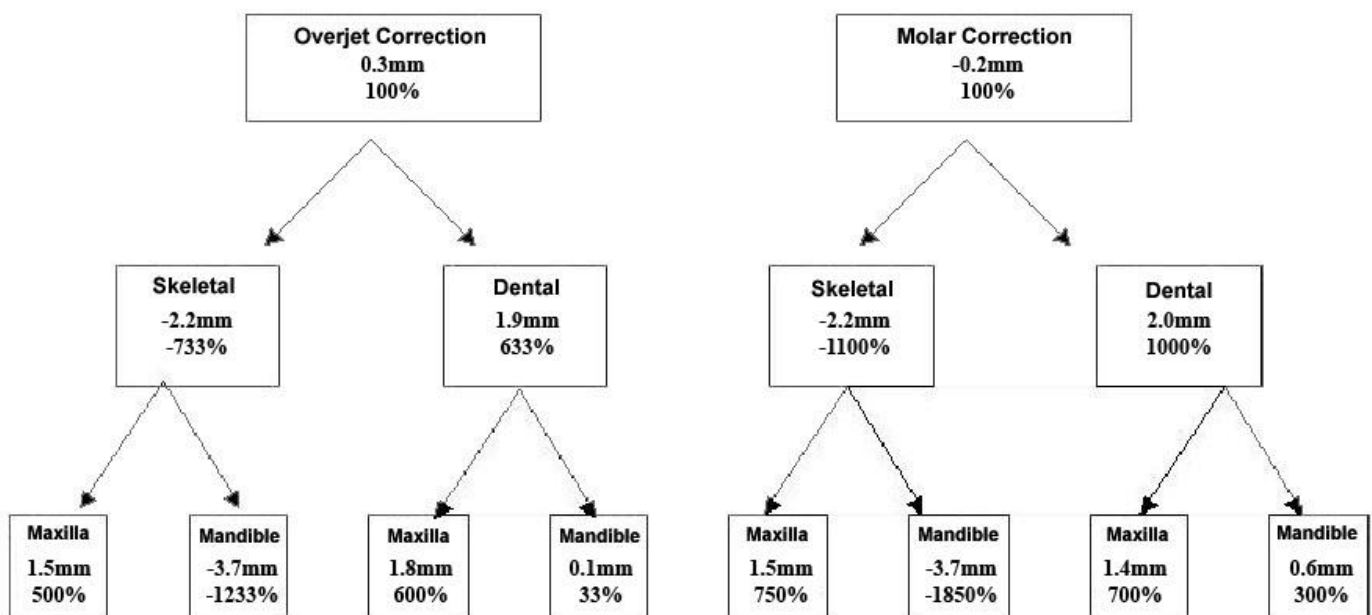 Overjet Correction
0.3mm
100%
Molar Correction
-0.2mm
100%
Skeletal
-2.2mm
-733%
Dental
1.9mm
633%
Skeletal
-2.2mm
-1100%
Dental
2.0mm
1000%
Maxilla
1.5mm
500%
Mandible
-3.7mm
-1233%
Maxilla
1.8mm
600%
Mandible
0.1mm
33%
Maxilla
1.5mm
750%
Mandible
-3.7mm
-1850%
Maxilla
1.4mm
700%
Mandible
0.6mm
300%